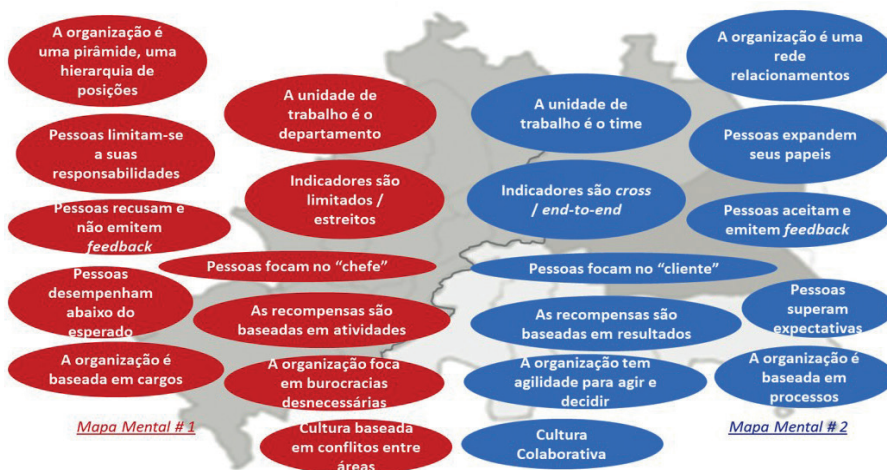 A organização é
uma pirâmide, uma
hierarquia de
posições
Pessoas limitam-se
a suas
responsabilidades
Pessoas recusam e
não emitem
feedback
Pessoas
desempenham
abaixo do
esperado
A organização é
baseada em cargos
Mapa Mental # 1
A unidade de
trabalho é o
departamento
Indicadores são
limitados /
estreitos
Pessoas focam no “chefe”
As recompensas são
baseadas em atividades
A organização foca
em burocracias
desnecessárias
Cultura baseada
em conflitos entre
áreas
A unidade de
trabalho é o time
Indicadores são cross
/ end-to-end
Pessoas focam no “cliente”
As recompensas são
baseadas em resultados
A organização tem
agilidade para agir e
decidir
Cultura
Colaborativa
A organização é uma
rede
relacionamentos
Pessoas expandem
seus papeis
Pessoas aceitam e
emitem feedback
Pessoas
superam
expectativas
A organização é
baseada em
processos
Mapa Mental # 2